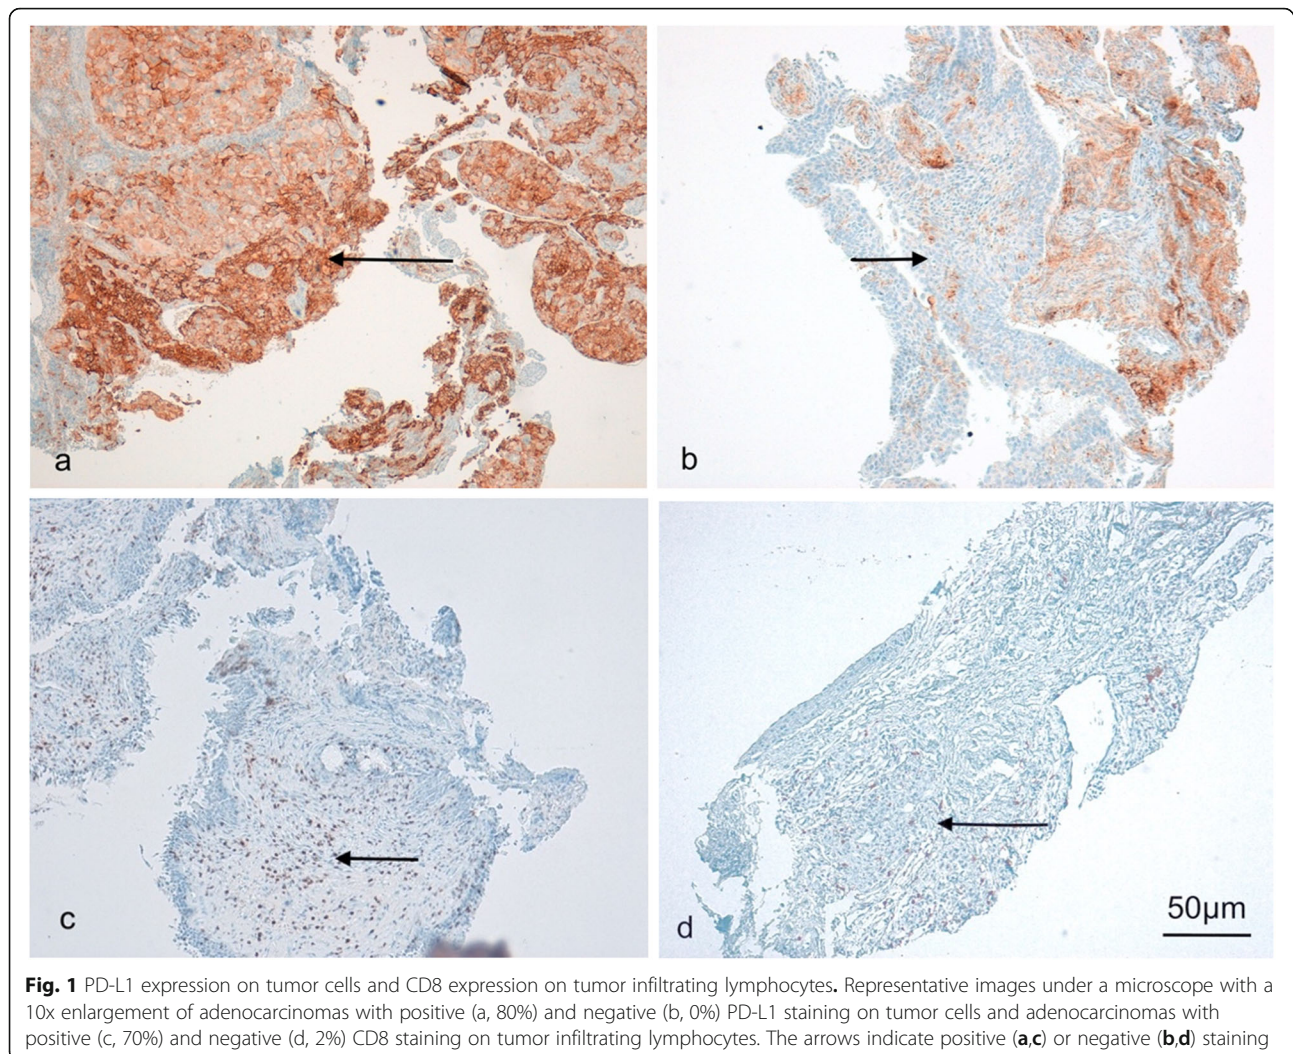 a
b
c
d
50µm
Fig. 1 PD-L1 expression on tumor cells and CD8 expression on tumor infiltrating lymphocytes. Representative images under a microscope with a
10x enlargement of adenocarcinomas with positive (a, 80%) and negative (b, 0%) PD-L1 staining on tumor cells and adenocarcinomas with
positive (c, 70%) and negative (d, 2%) CD8 staining on tumor infiltrating lymphocytes. The arrows indicate positive (a,c) or negative (b,d) staining